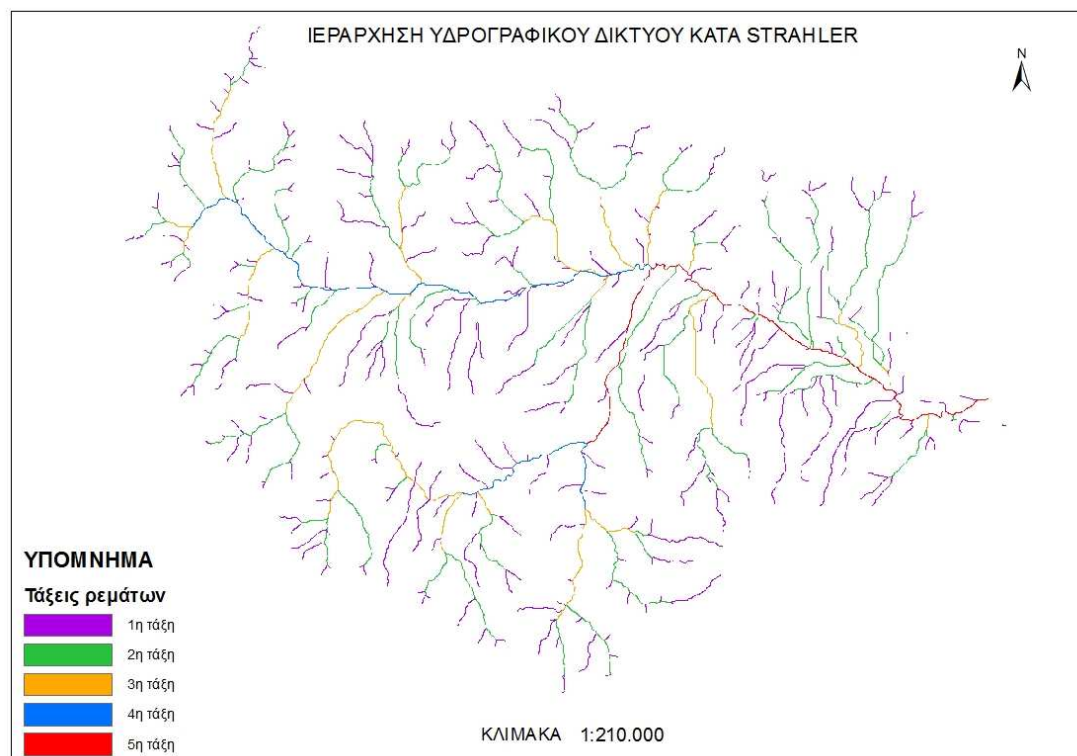 ΙΕΡΑΡΧΗΣΗ ΥΔΡΟΓΡΑΦΙΚΟΥ ΔΙΚΤΥΟΥ ΚΑΤΑ STRAHLER
N
ΥΠΟΜΝΗΜΑ
Τάξεις ρεμάτων
1η τάξη
2η τάξη
3η τάξη
4η τάξη
5η τάξη
ΚΛΙΜΑΚΑ 1:210.000